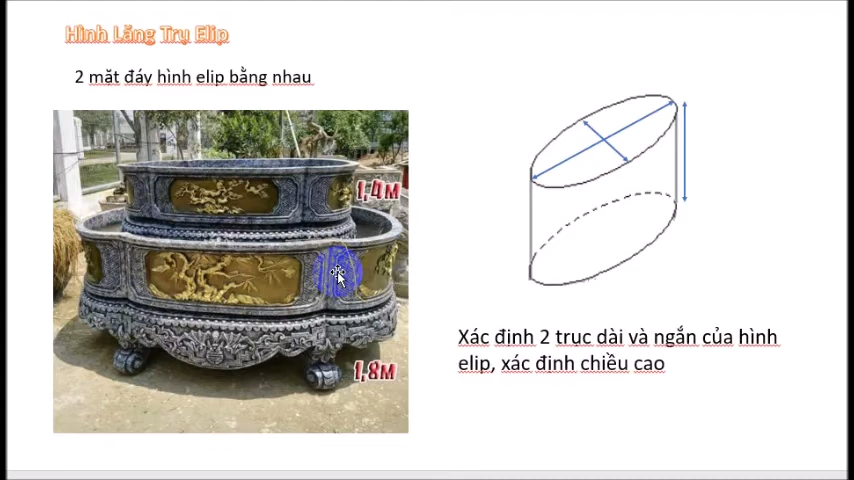 Hình Lăng Trụ Elip
2 mặt đáy hình elip bằng nhau
1,4M
1,8M
Xác định 2 trục dài và ngắn của hình
elip, xác định chiều cao